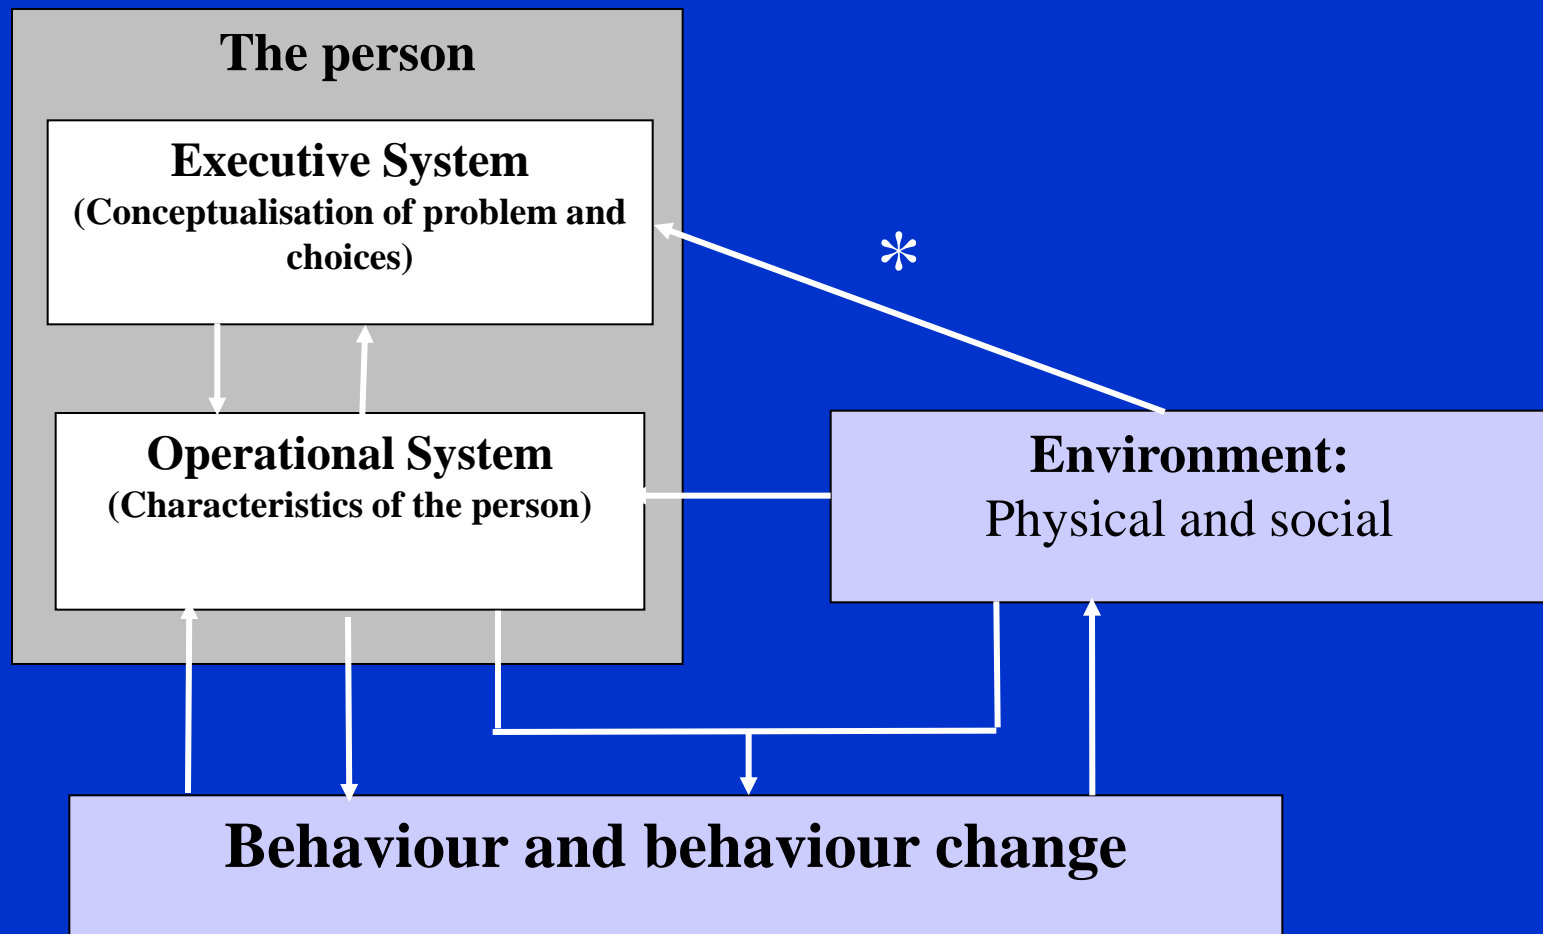 The person
Executive System
(Conceptualisation of problem and
choices)
*
Operational System
(Characteristics of the person)
Environment:
Physical and social
Behaviour and behaviour change